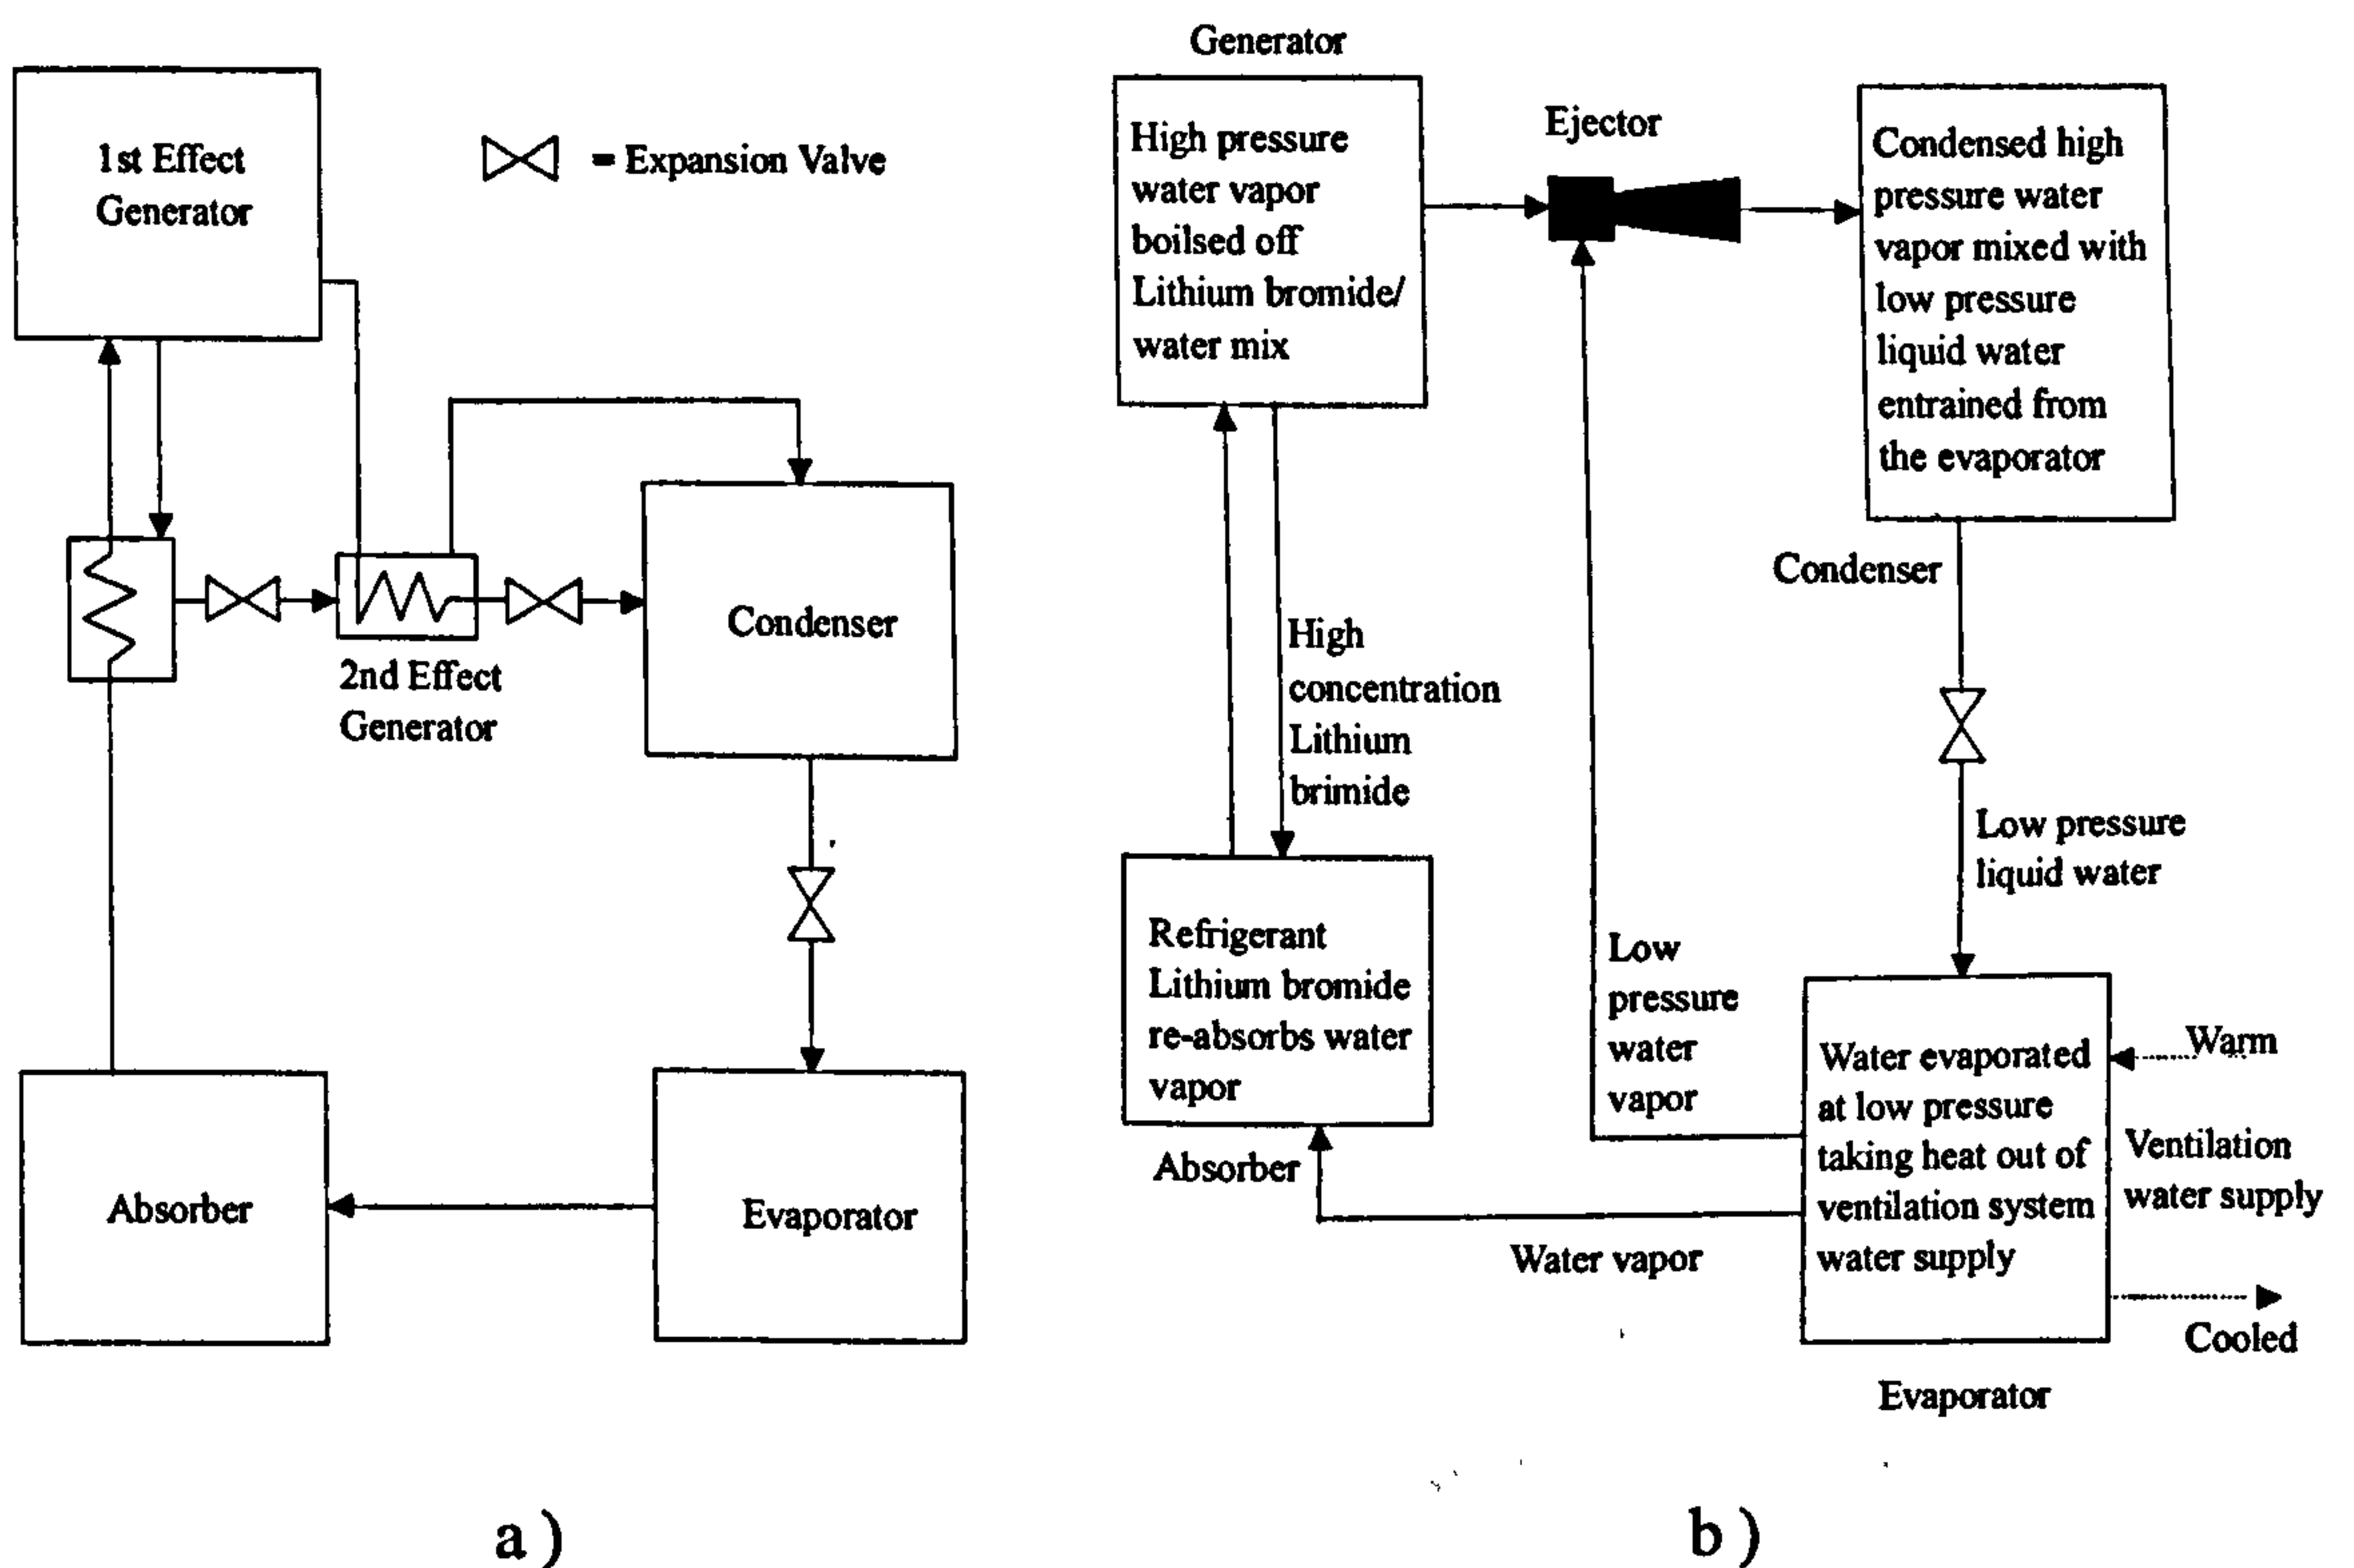 1st Effect
Generator
= Expansion Valve
Condenser
2nd Effect
Generator
Absorber
Evaporator
a )
Generator
High pressure
water vapor
boilsed off
Lithium bromide/
water mix
Ejector
Condensed high
pressure water
vapor mixed with
low pressure
liquid water
entrained from
the evaporator
Condenser
High
concentration
Lithium
brimide
Low pressure
liquid water
Refrigerant
Lithium bromide
re-absorbs water
vapor
Absorber
Low
pressure
water
vapor
Water vapor
Water evaporated
at low pressure
taking heat out of
ventilation system
water supply
Warm
Ventilation
water supply
Cooled
Evaporator
b )